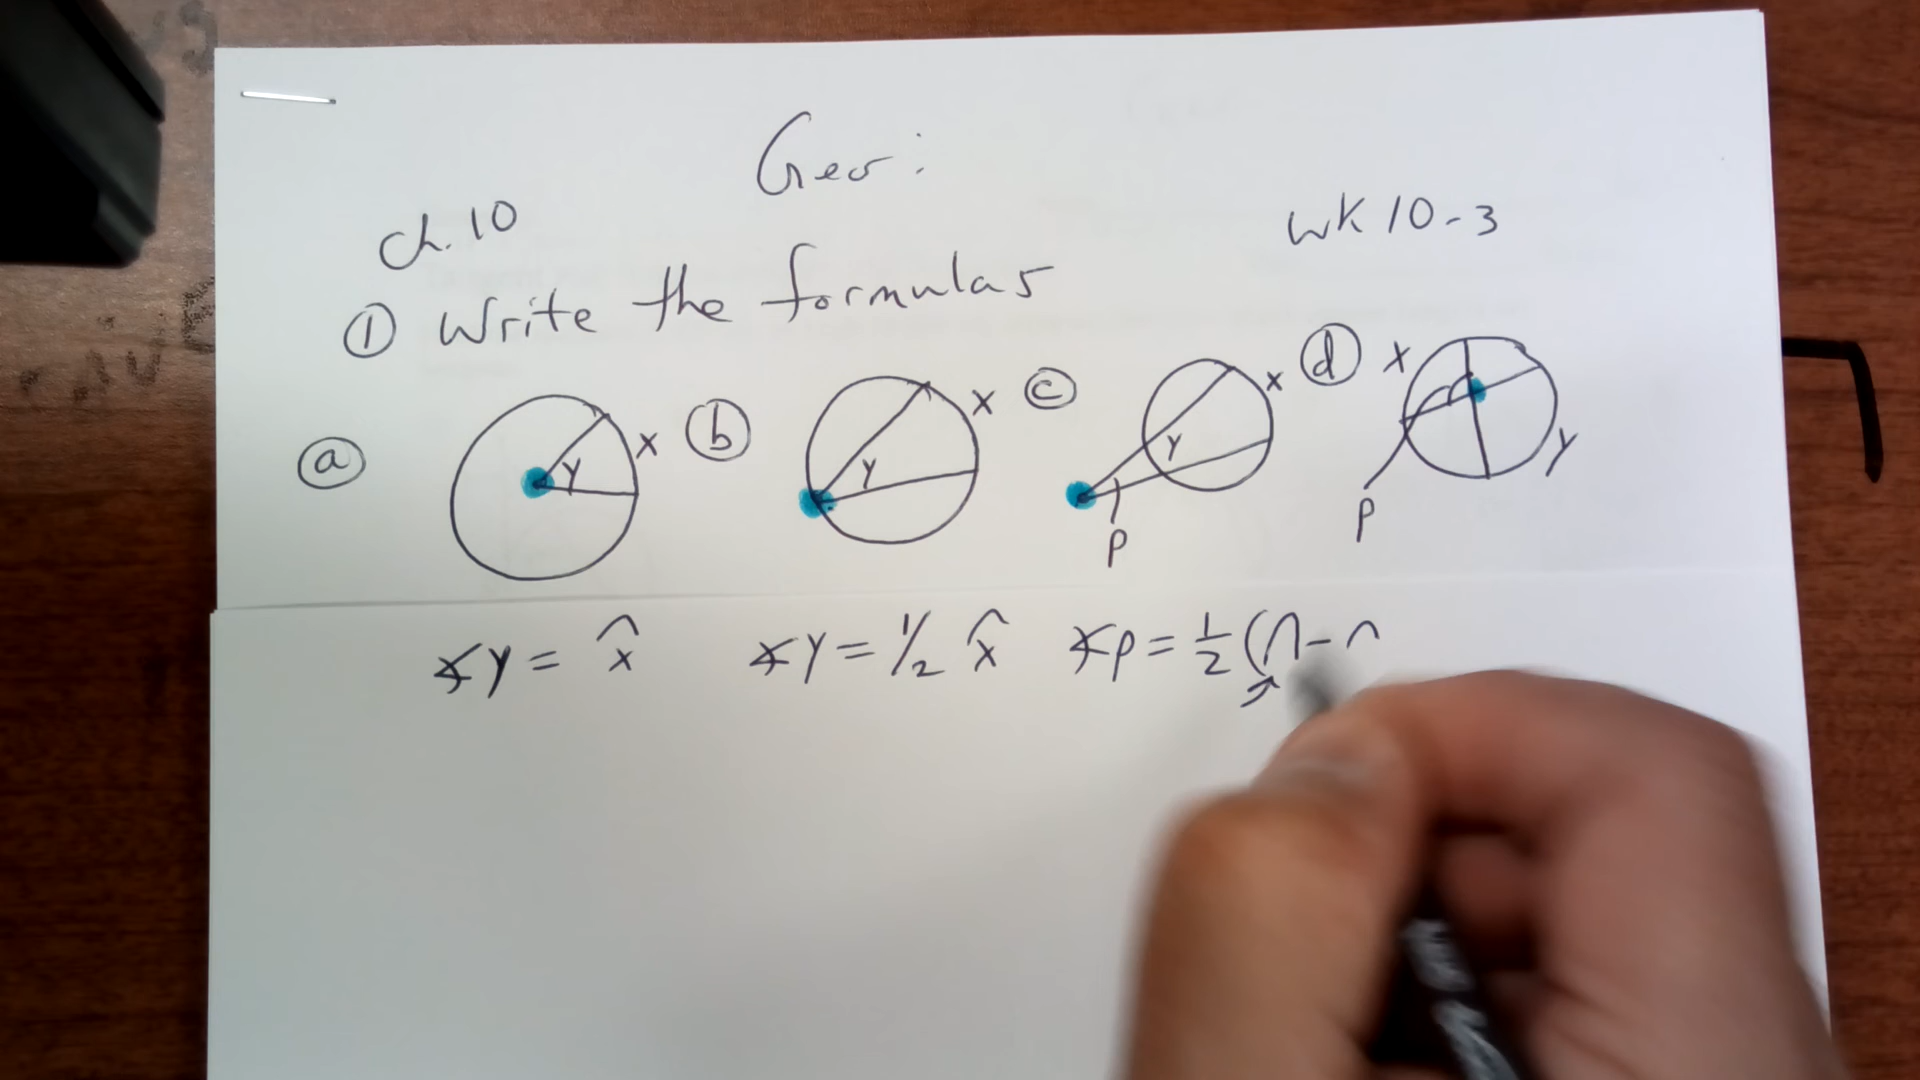 Geo:
Ch. 10
WK 10-3
① Write the formulas
ⓐ Y X ⓑ Y X ⓒ Y X P ⓓ X Y P
∡y = x̂ ∡y = 1/2 x̂ ∡p = 1/2 (∩ - ∩